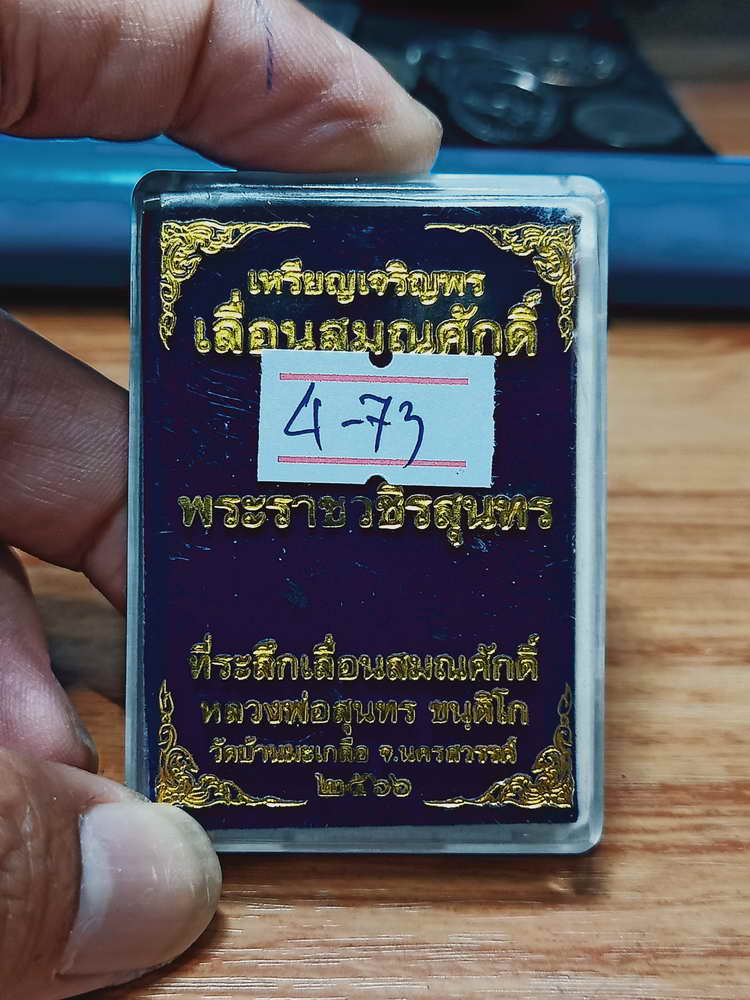 เหรียญเจริญพร
เลื่อนสมณศักดิ์
4-73
พระราชวชิรสุนทร
ที่ระลึกเลื่อนสมณศักดิ์
หลวงพ่อสุนทร ขนฺติโก
วัดบ้านมะเกลือ จ.นครสวรรค์
๒๕๖๖